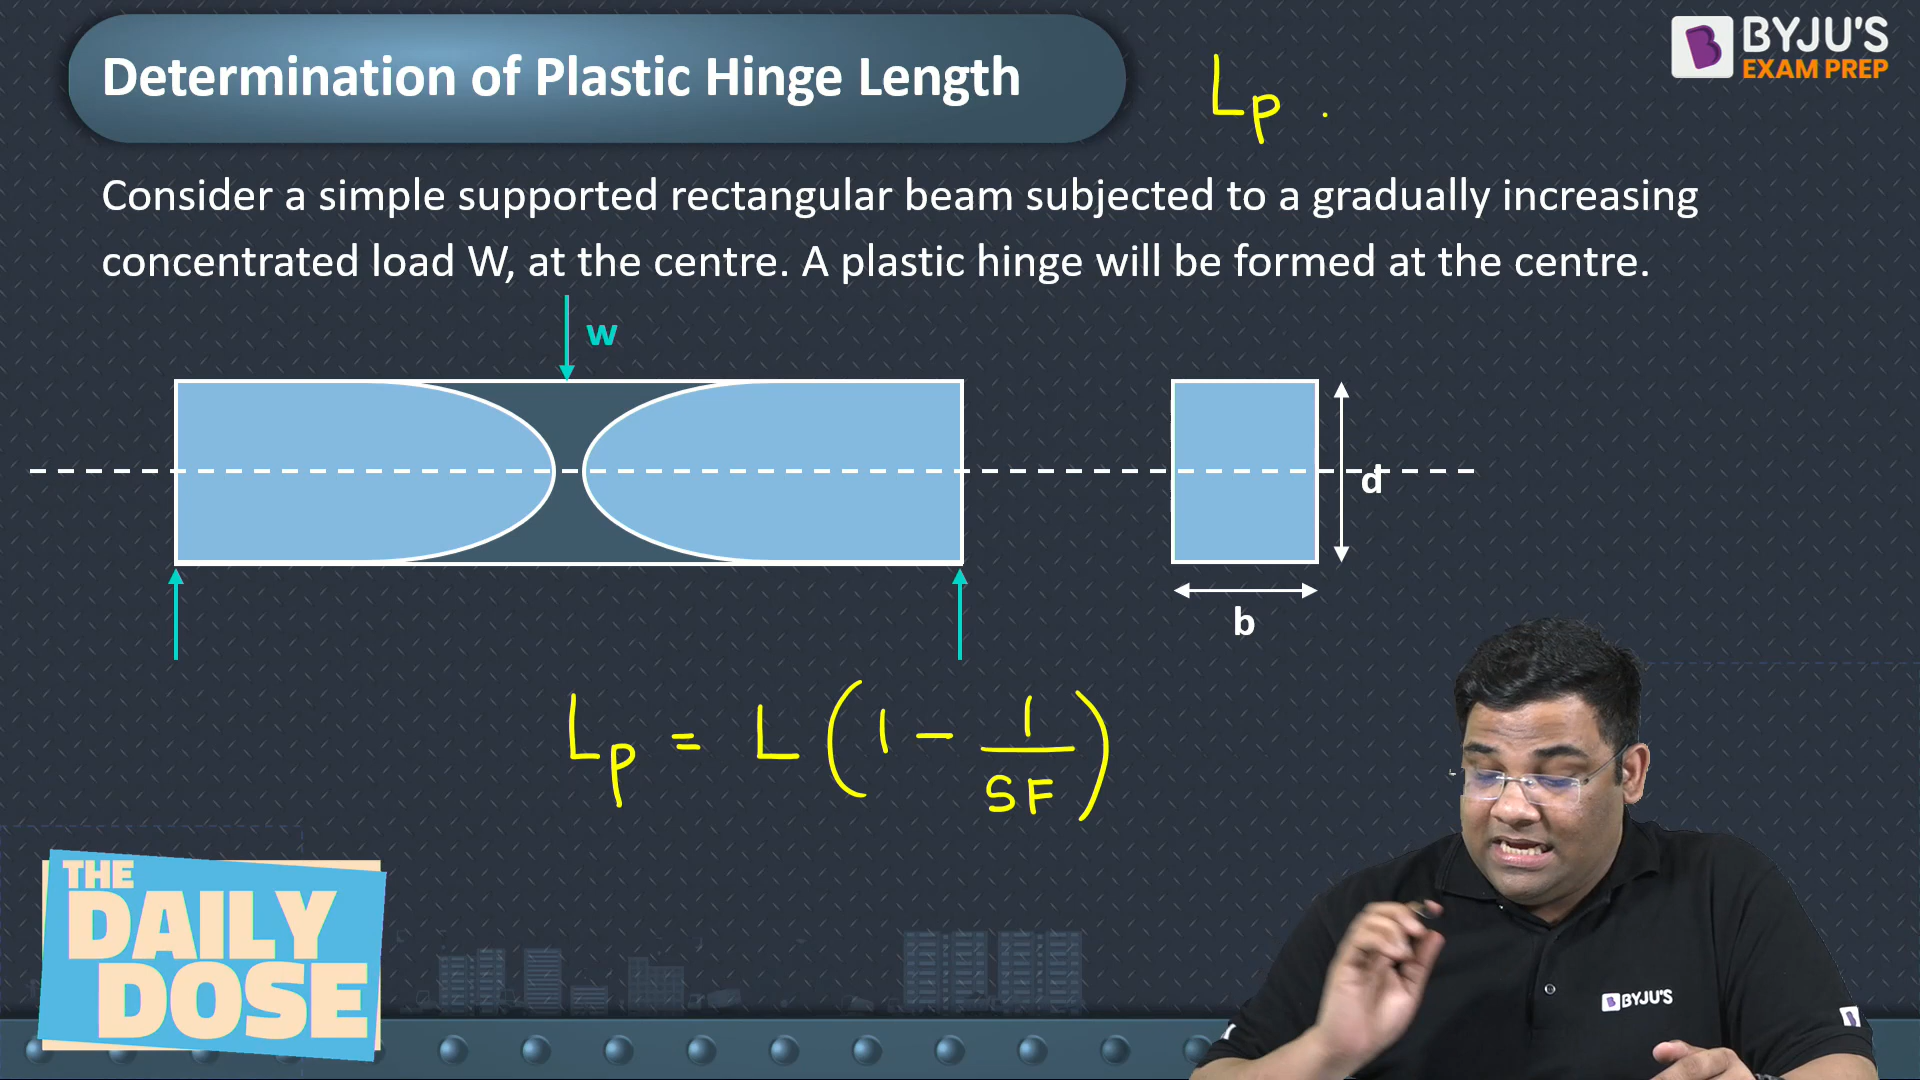 Determination of Plastic Hinge Length
Lp .
BYJU'S
EXAM PREP
Consider a simple supported rectangular beam subjected to a gradually increasing
concentrated load W, at the centre. A plastic hinge will be formed at the centre.
w
d
b
Lp = L (1 - 1/SF)
THE
DAILY
DOSE
BYJU'S